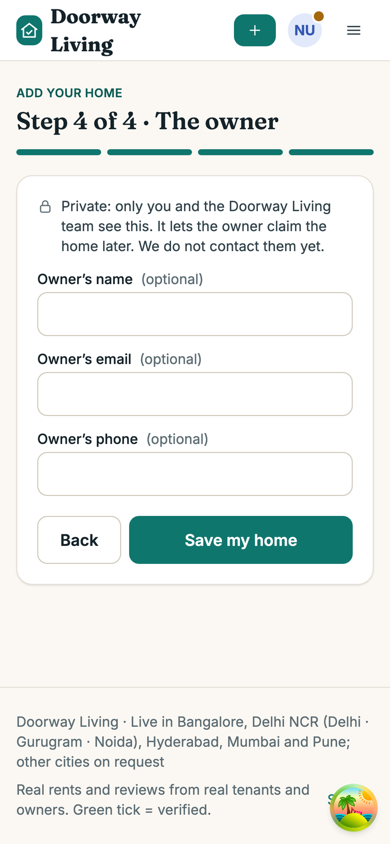 Doorway
Living
NU
ADD YOUR HOME
Step 4 of 4 · The owner
Private: only you and the Doorway Living
team see this. It lets the owner claim the
home later. We do not contact them yet.
Owner’s name (optional)
Owner’s email (optional)
Owner’s phone (optional)
Back
Save my home
Doorway Living · Live in Bangalore, Delhi NCR (Delhi ·
Gurugram · Noida), Hyderabad, Mumbai and Pune;
other cities on request
Real rents and reviews from real tenants and
owners. Green tick = verified.